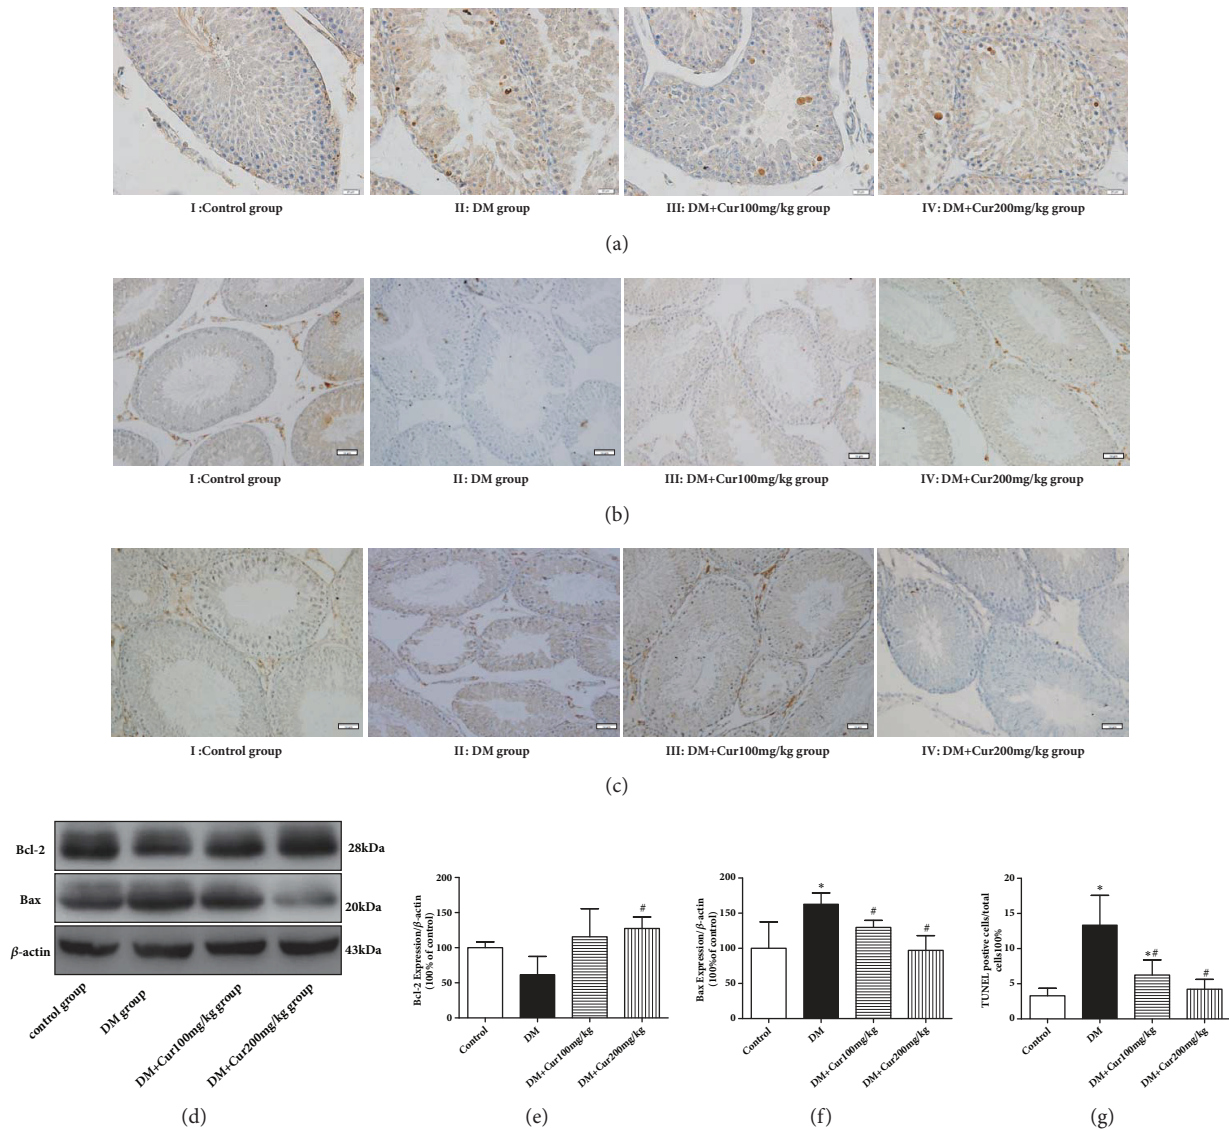 I :Control group
II: DM group
III: DM+Cur100mg/kg group
IV: DM+Cur200mg/kg group
(a)
I :Control group
II: DM group
III: DM+Cur100mg/kg group
IV: DM+Cur200mg/kg group
(b)
I :Control group
II: DM group
III: DM+Cur100mg/kg group
IV: DM+Cur200mg/kg group
(c)
Bcl-2
28kDa
Bax
20kDa
β-actin
43kDa
control group
DM group
DM+Cur100mg/kg group
DM+Cur200mg/kg group
(d)
Bcl-2 Expression/β-actin
(100% of control)
200
150
100
50
0
#
Control
DM
DM+Cur100mg/kg
DM+Cur200mg/kg
(e)
Bax Expression/β-actin
(100%of control)
200
150
100
50
0
*
#
#
Control
DM
DM+Cur100mg/kg
DM+Cur200mg/kg
(f)
TUNEL postive cells/total
cells100%
20
15
10
5
0
*
*#
#
Control
DM
DM+Cur100mg/kg
DM+Cur200mg/kg
(g)